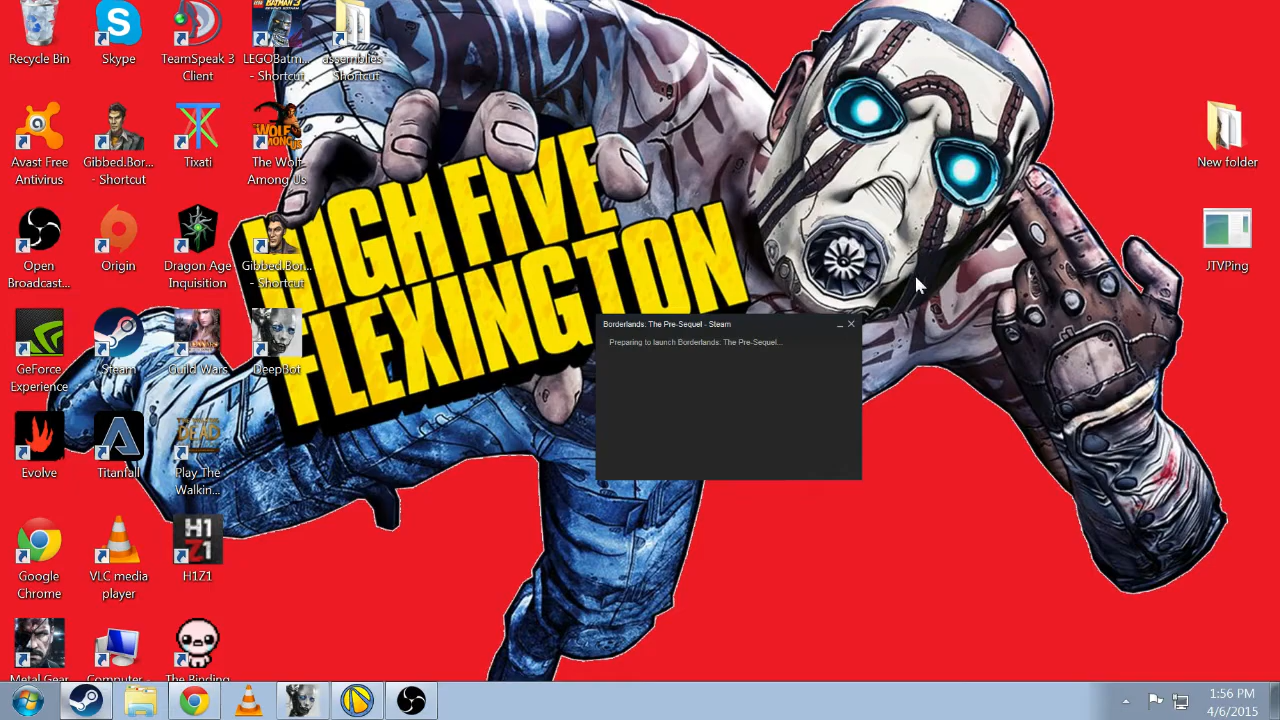 Recycle Bin
Skype
TeamSpeak 3
Client
LEGOBatm...
- Shortcut
assemblies
- Shortcut
Avast Free
Antivirus
Gibbed.Bor...
- Shortcut
Tixati
The Wolf
Among Us
New folder
Open
Broadcast...
Origin
Dragon Age
Inquisition
Gibbed.Bor...
- Shortcut
JTVPing
HIGH FIVE
FLEXINGTON
GeForce
Experience
Steam
Guild Wars
DeepBot
Borderlands: The Pre-Sequel - Steam
Preparing to launch Borderlands: The Pre-Sequel...
Evolve
Titanfall
Play The
Walkin...
Google
Chrome
VLC media
player
H1Z1
Metal Gear
Computer -
The Binding
1:56 PM
4/6/2015